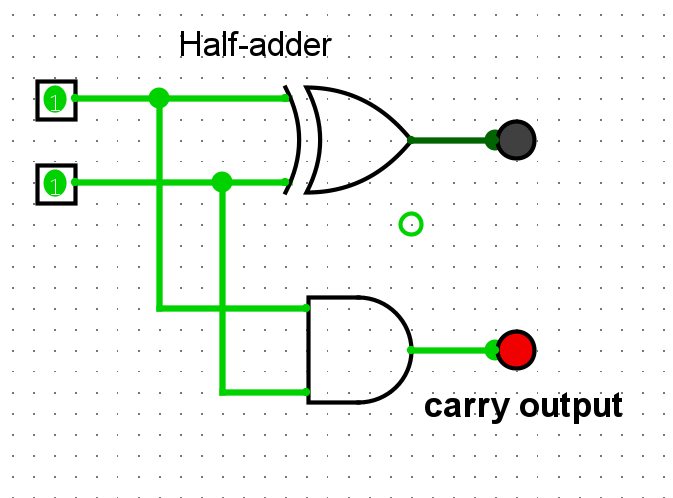 Half-adder
1
1
carry output